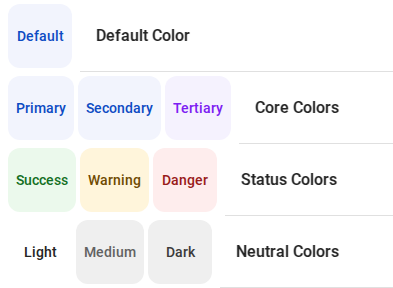 Default Default Color
Primary Secondary Tertiary Core Colors
Success Warning Danger Status Colors
Light Medium Dark Neutral Colors